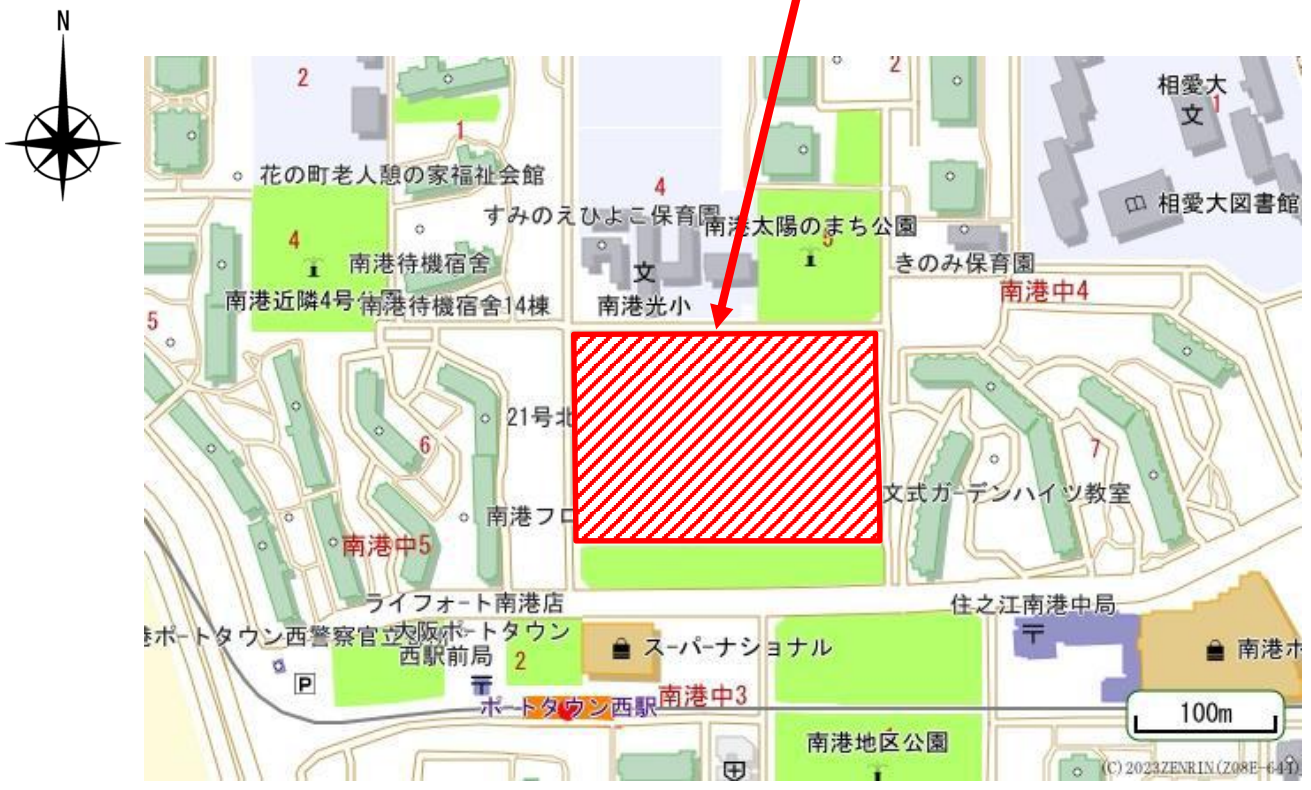 N
2
2
相愛大
1
文
1
花の町老人憩の家福祉会館
4
相愛大図書館
すみのえひよこ保育園
南港太陽のまち公園
4
5
南港待機宿舎
文
きのみ保育園
南港中4
南港近隣4号公園
南港待機宿舎14棟
南港光小
5
21号北
6
7
文式ガーデンハイツ教室
南港フロ
南港中5
ライフォート南港店
住之江南港中局
港ポートタウン西警察官立
大阪ポートタウン
西駅前局
2
スーパーナショナル
南港ポ
P
ポートタウン西駅
南港中3
100m
南港地区公園
(C)2023ZENRIN(Z08E-64